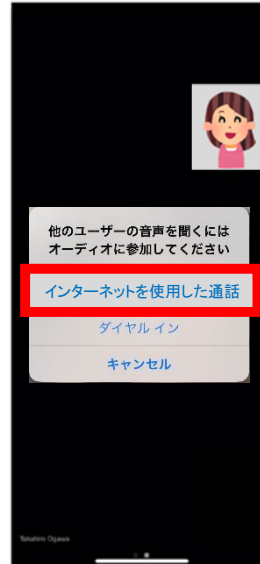 他のユーザーの音声を聞くには
オーディオに参加してください
インターネットを使用した通話
ダイヤル イン
キャンセル
Takahiro Ogawa